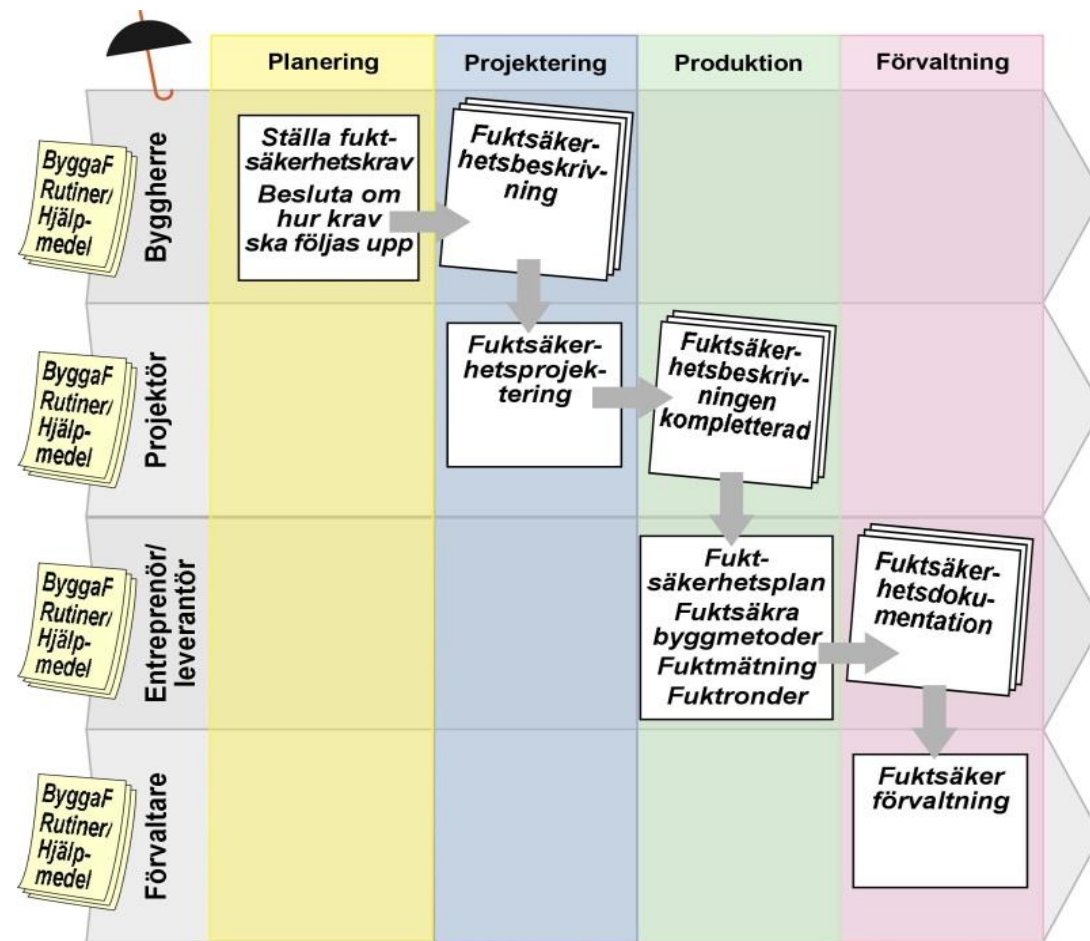 Planering
Projektering
Produktion
Förvaltning
ByggaF
Rutiner/
Hjälp-
medel
Byggherre
Ställa fukt-
säkerhetskrav
Besluta om
hur krav
ska följas upp
Fuktsäker-
hetsbeskriv-
ning
ByggaF
Rutiner/
Hjälp-
medel
Projektör
Fuktsäker-
hetsprojek-
tering
Fuktsäker-
hetsbeskriv-
ningen
kompletterad
ByggaF
Rutiner/
Hjälp-
medel
Entreprenör/
leverantör
Fukt-
säkerhetsplan
Fuktsäkra
byggmetoder
Fuktmätning
Fuktronder
Fuktsäker-
hetsdoku-
mentation
ByggaF
Rutiner/
Hjälp-
medel
Förvaltare
Fuktsäker
förvaltning